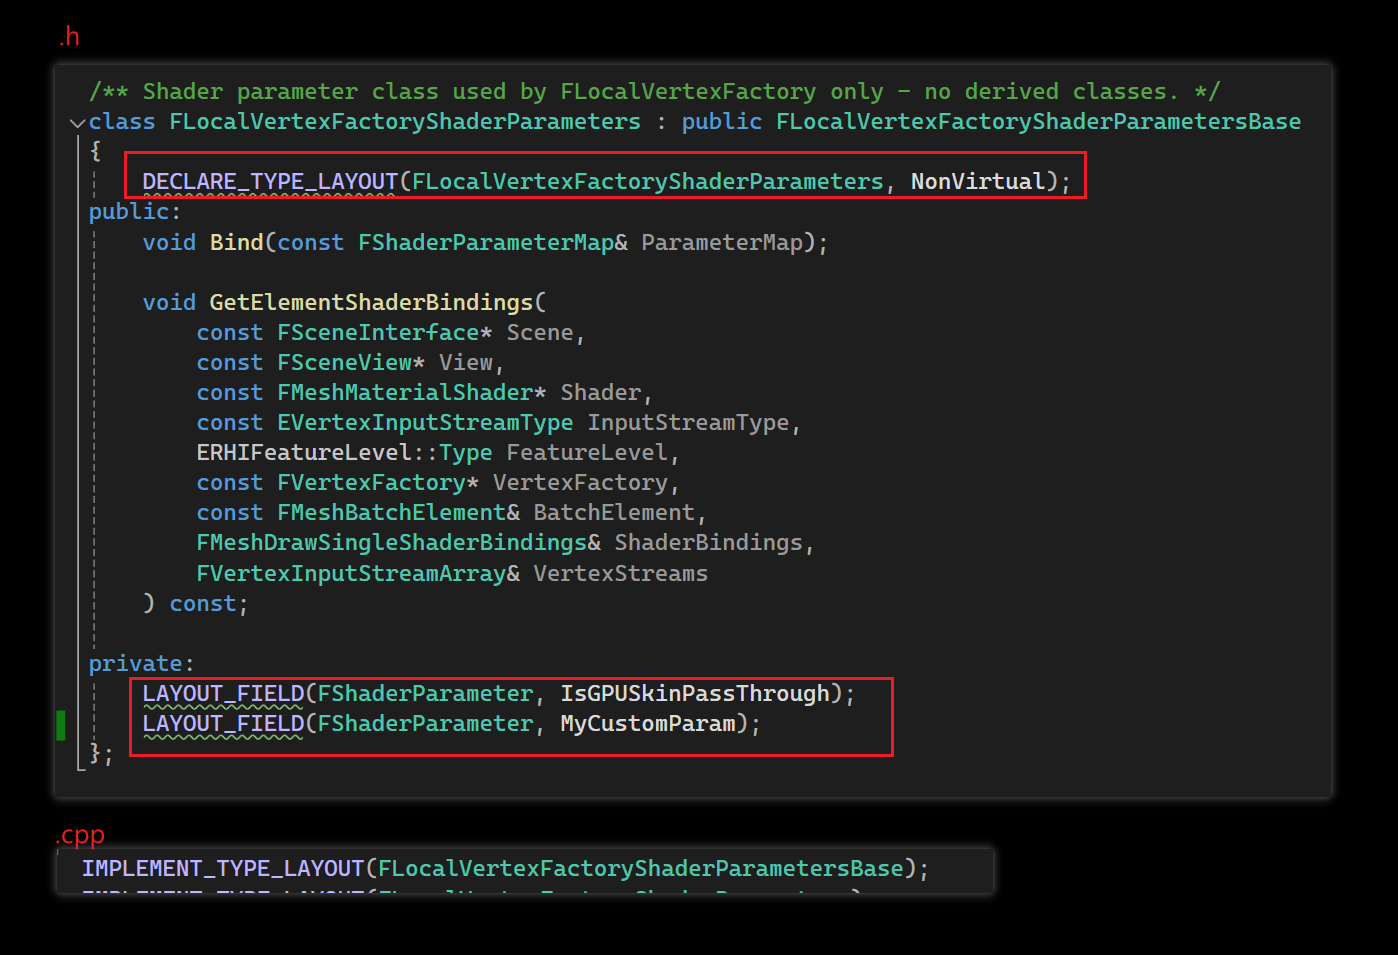 .h
/** Shader parameter class used by FLocalVertexFactory only - no derived classes. */
class FLocalVertexFactoryShaderParameters : public FLocalVertexFactoryShaderParametersBase
{
DECLARE_TYPE_LAYOUT(FLocalVertexFactoryShaderParameters, NonVirtual);
public:
void Bind(const FShaderParameterMap& ParameterMap);
void GetElementShaderBindings(
const FSceneInterface* Scene,
const FSceneView* View,
const FMeshMaterialShader* Shader,
const EVertexInputStreamType InputStreamType,
ERHIFeatureLevel::Type FeatureLevel,
const FVertexFactory* VertexFactory,
const FMeshBatchElement& BatchElement,
FMeshDrawSingleShaderBindings& ShaderBindings,
FVertexInputStreamArray& VertexStreams
) const;
private:
LAYOUT_FIELD(FShaderParameter, IsGPUSkinPassThrough);
LAYOUT_FIELD(FShaderParameter, MyCustomParam);
};
.cpp
IMPLEMENT_TYPE_LAYOUT(FLocalVertexFactoryShaderParametersBase);